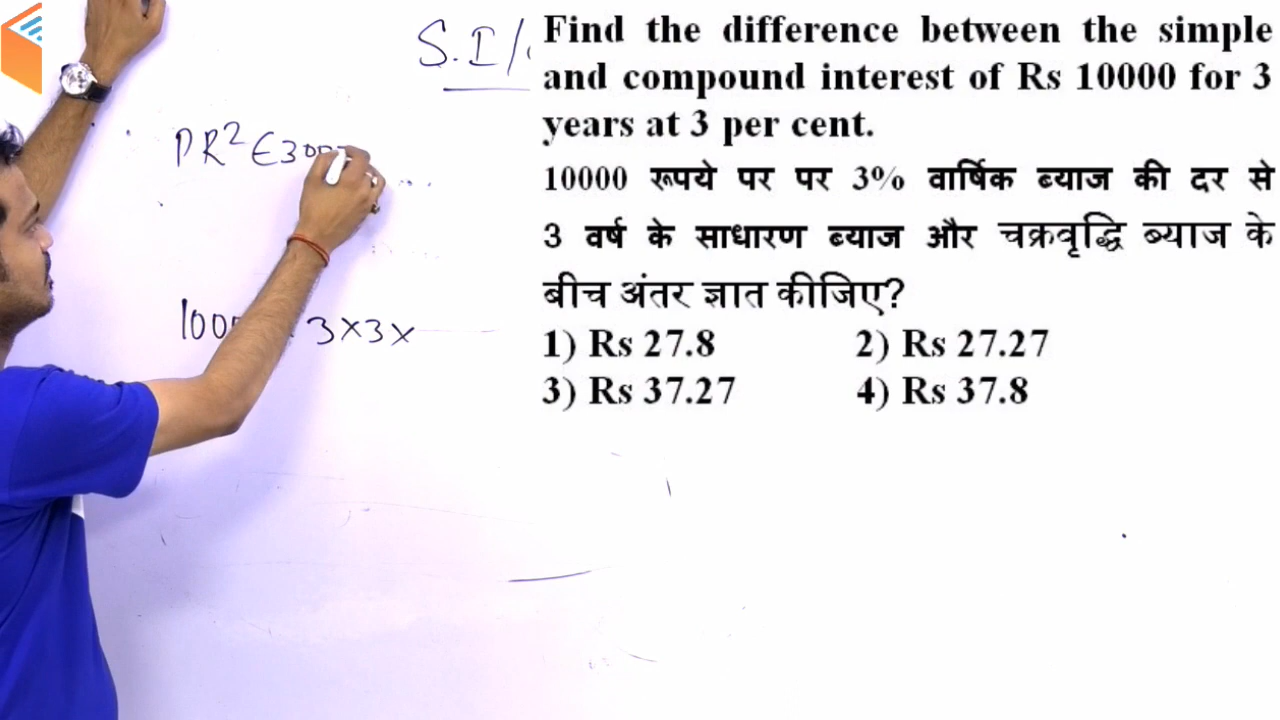 S.I/
PR² €300
100 3×3×
Find the difference between the simple
and compound interest of Rs 10000 for 3
years at 3 per cent.
10000 रूपये पर पर 3% वार्षिक ब्याज की दर से
3 वर्ष के साधारण ब्याज और चक्रवृद्धि ब्याज के
बीच अंतर ज्ञात कीजिए?
1) Rs 27.8 2) Rs 27.27
3) Rs 37.27 4) Rs 37.8